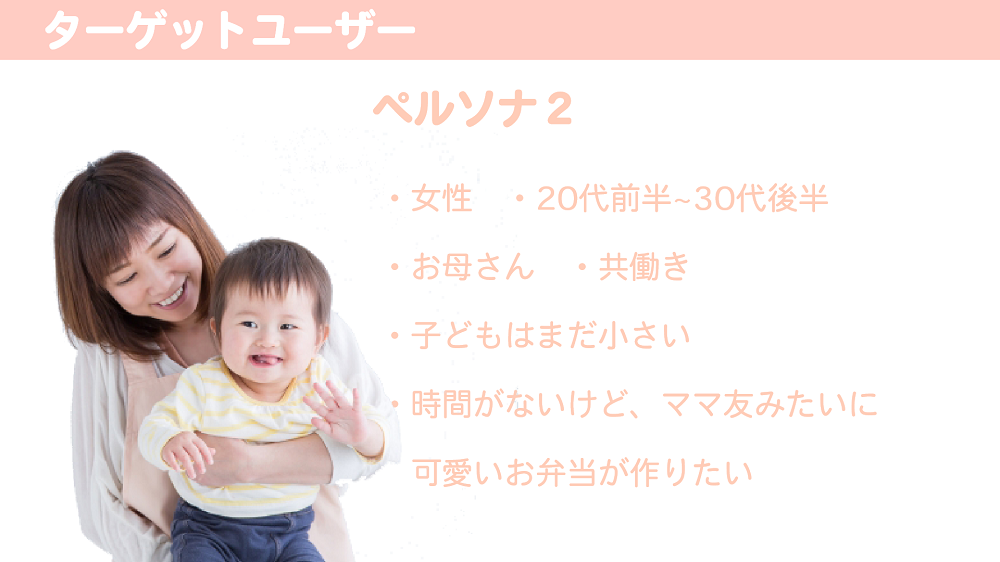 ターゲットユーザー
ペルソナ２
・女性　・20代前半~30代後半
・お母さん　・共働き
・子どもはまだ小さい
・時間がないけど、ママ友みたいに
可愛いお弁当が作りたい